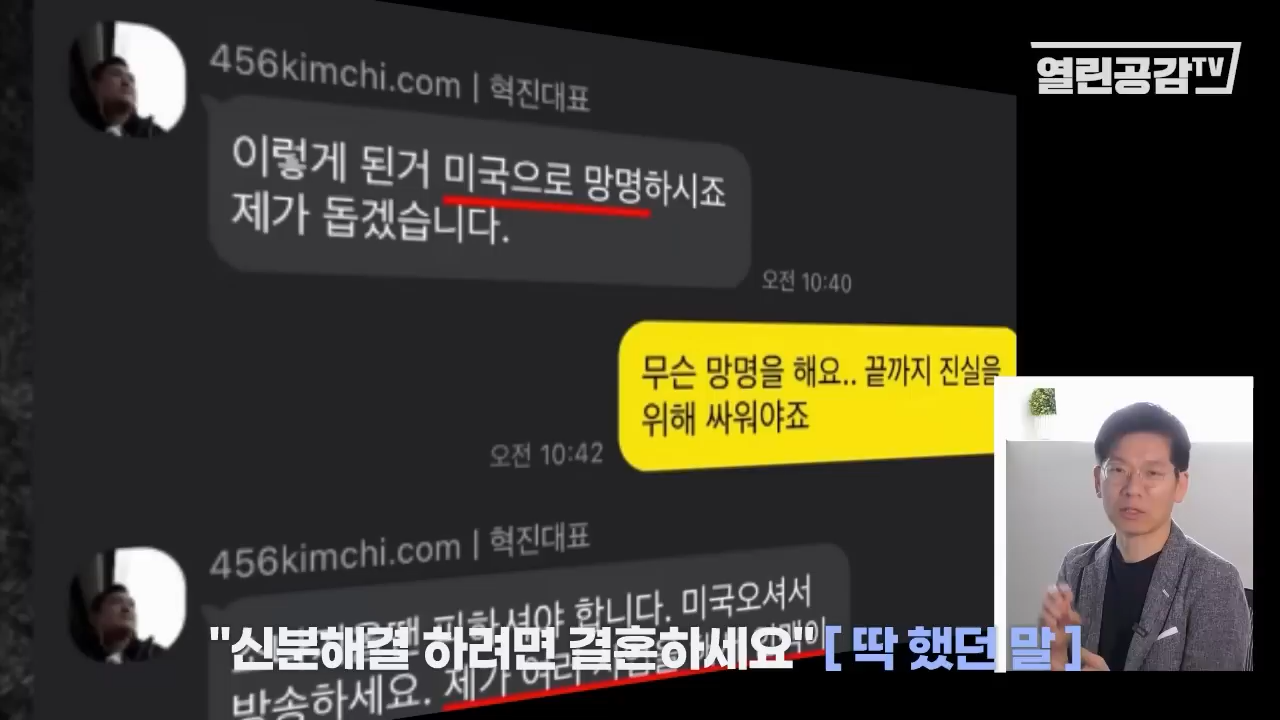 열린공감TV
456kimchi.com | 혁진대표
이렇게 된거 미국으로 망명하시죠
제가 돕겠습니다.
오전 10:40
무슨 망명을 해요.. 끝까지 진실을
위해 싸워야죠
오전 10:42
456kimchi.com | 혁진대표
피하셔야 합니다. 미국오셔서
방송하세요. 제가 여러
"신분해결 하려면 결혼하세요" [ 딱 했던 말 ]